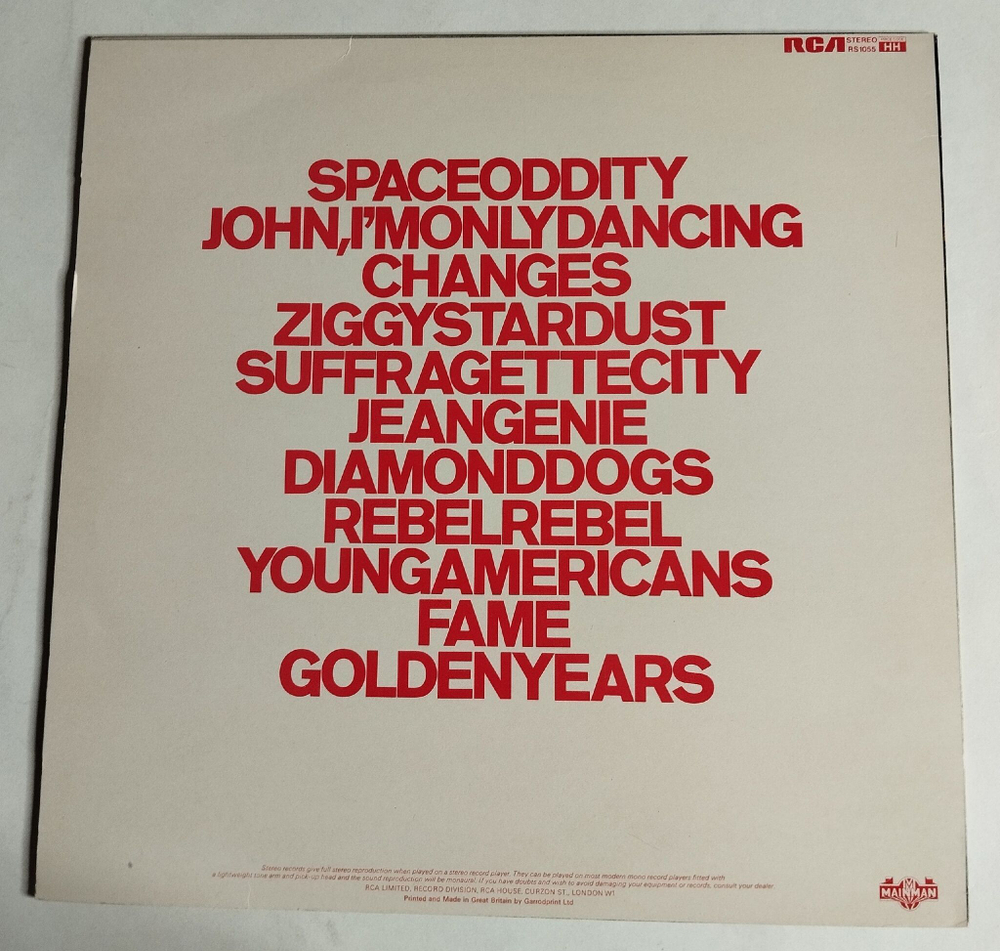 RCA STEREO
RS1055 HH
SPACEODDITY
JOHN,I'MONLYDANCING
CHANGES
ZIGGYSTARDUST
SUFFRAGETTECITY
JEANGENIE
DIAMONDDOGS
REBELREBEL
YOUNGAMERICANS
FAME
GOLDENYEARS
Stereo records give full stereo reproduction when played on a stereo record player. They can be played on most modern mono record players fitted with
a lightweight tone arm and pick-up head and the sound reproduction will be monaural. If you have doubts and wish to avoid damaging your equipment or records, consult your dealer.
RCA LIMITED, RECORD DIVISION, RCA HOUSE, CURZON ST., LONDON W1
Printed and Made in Great Britain by Garrodprint Ltd
MAINMAN